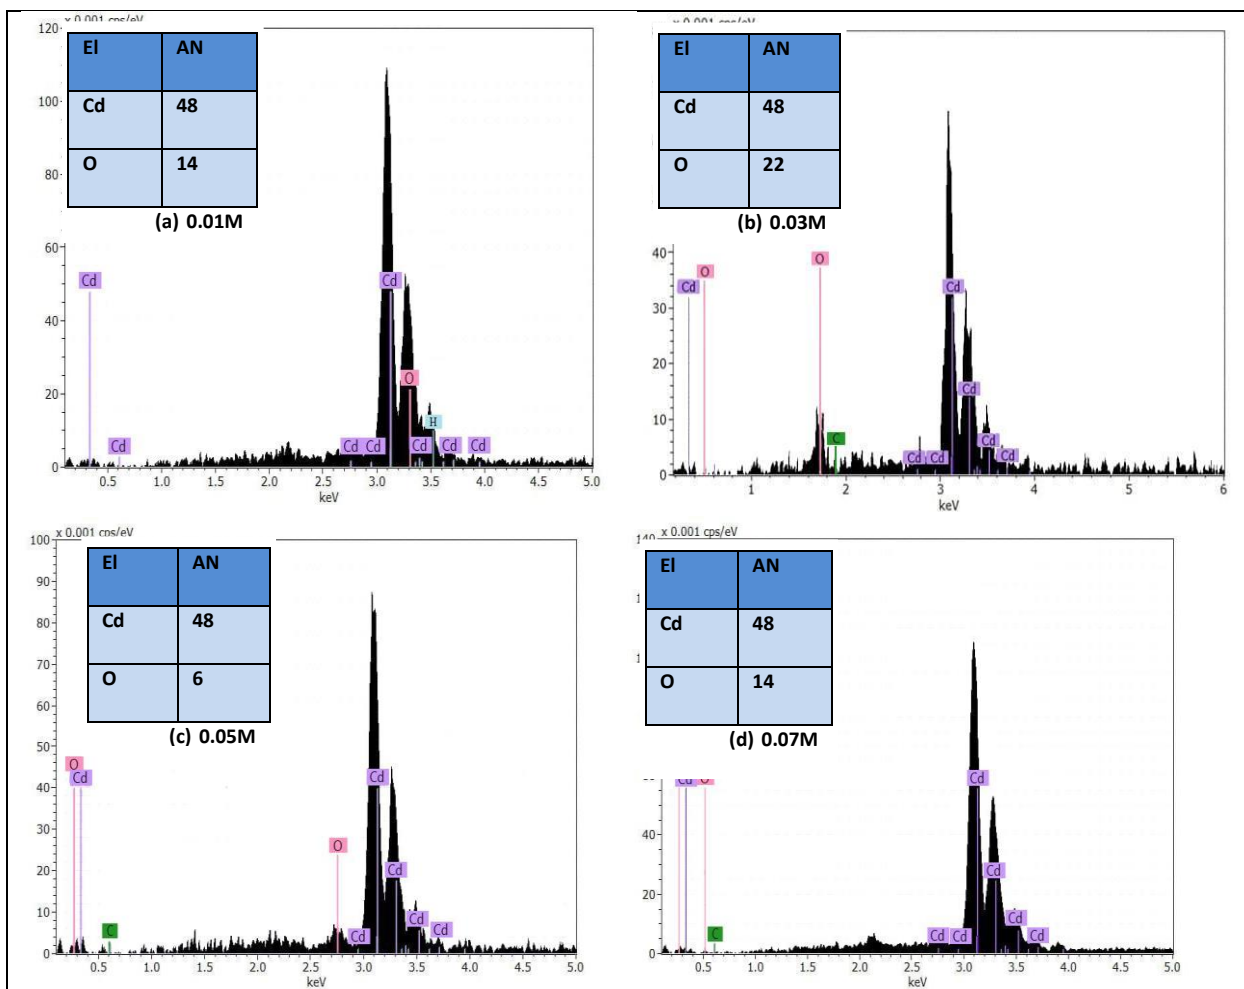 x 0.001 cps/eV
120
100
80
60
40
20
0
El AN
Cd 48
O 14
(a) 0.01M
Cd
Cd
Cd
O
H
Cd Cd Cd Cd Cd
0.5 1.0 1.5 2.0 2.5 3.0 3.5 4.0 4.5 5.0
keV
x 0.001 cps/eV
El AN
Cd 48
O 22
(b) 0.03M
40
30
20
10
0
Cd O O Cd
Cd
C
Cd Cd Cd Cd
1 2 3 4 5 6
keV
x 0.001 cps/eV
100
90
80
70
60
50
40
30
20
10
0
El AN
Cd 48
O 6
(c) 0.05M
O
Cd Cd
O
Cd
Cd
C Cd Cd
0.5 1.0 1.5 2.0 2.5 3.0 3.5 4.0 4.5 5.0
keV
x 0.001 cps/eV
140
El AN
Cd 48
O 14
(d) 0.07M
40
20
0
Cd O Cd
Cd
Cd
C Cd Cd Cd
0.5 1.0 1.5 2.0 2.5 3.0 3.5 4.0 4.5 5.0
keV